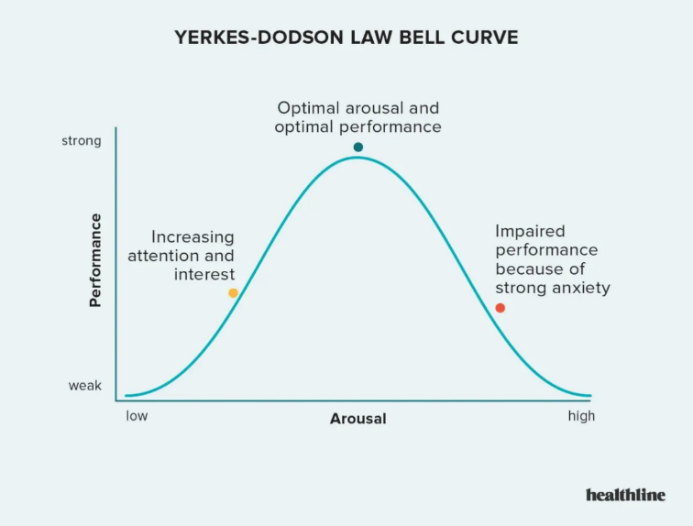 YERKES-DODSON LAW BELL CURVE
Optimal arousal and
optimal performance
strong
Increasing
attention and
interest
Impaired
performance
because of
strong anxiety
Performance
weak
low
Arousal
high
healthline